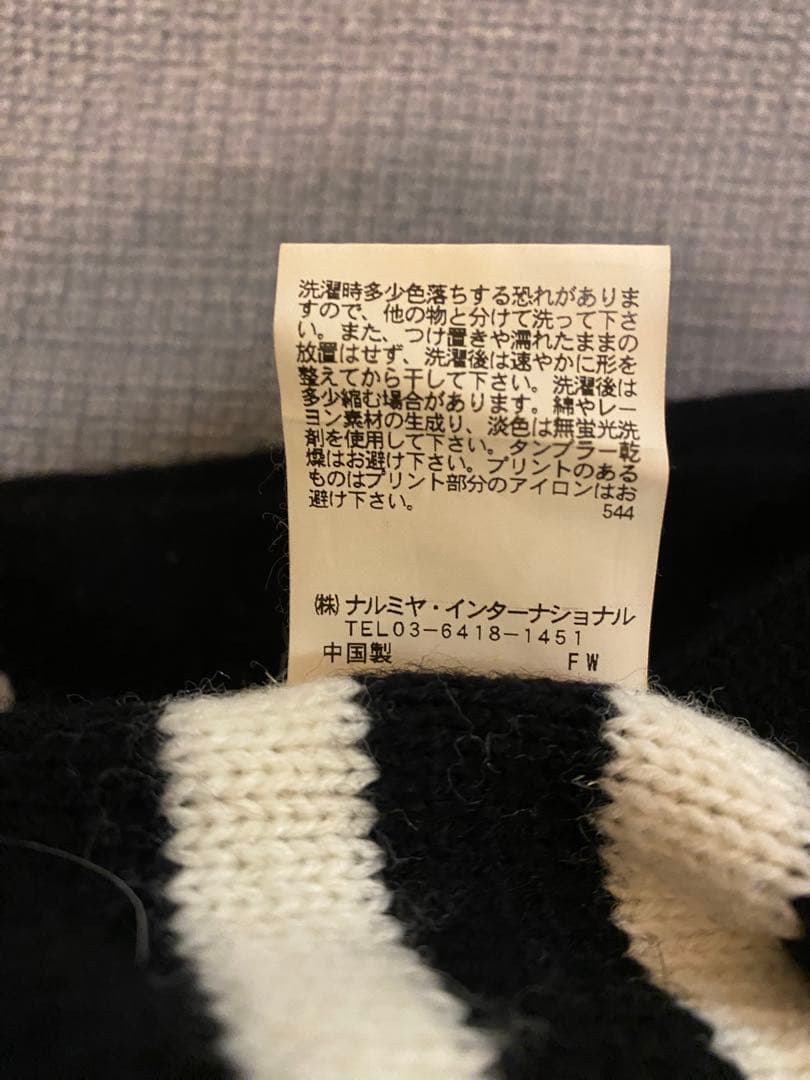 洗濯時多少色落ちする恐れがありま
すので、他の物と分けて洗って下さ
い。また、つけ置きや濡れたままの
放置はせず、洗濯後は速やかに形を
整えてから干して下さい。洗濯後は
多少縮む場合があります。綿やレー
ヨン素材の生成り、淡色は無蛍光洗
剤を使用して下さい。タンブラー乾
燥はお避け下さい。プリントのある
ものはプリント部分のアイロンはお
避け下さい。 544
㈱ナルミヤ・インターナショナル
TEL03-6418-1451
中国製 FW